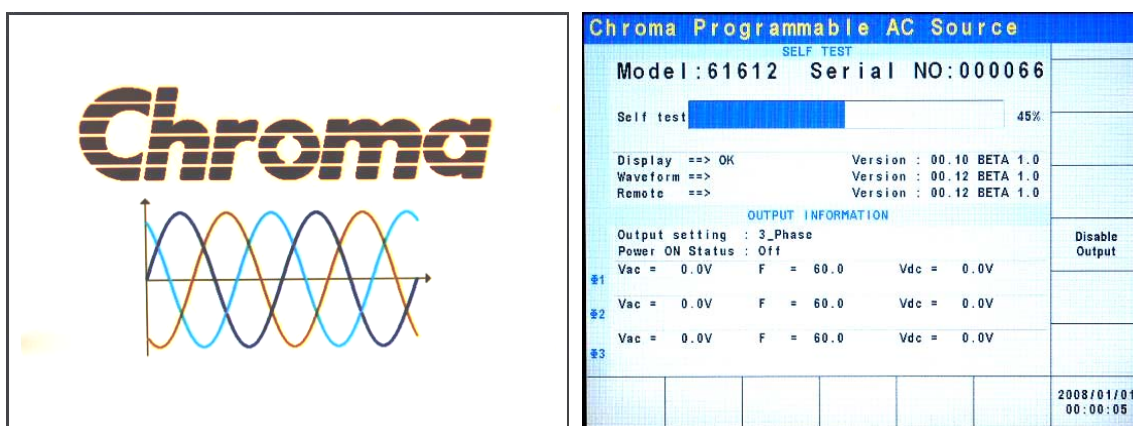 Chroma
Chroma Programmable AC Source
SELF TEST
Model:61612 Serial NO:000066
Self test 45%
Display ==> OK Version : 00.10 BETA 1.0
Waveform ==> Version : 00.12 BETA 1.0
Remote ==> Version : 00.12 BETA 1.0
OUTPUT INFORMATION
Output setting : 3_Phase
Power ON Status : Off
Disable
Output
Φ1 Vac = 0.0V F = 60.0 Vdc = 0.0V
Φ2 Vac = 0.0V F = 60.0 Vdc = 0.0V
Φ3 Vac = 0.0V F = 60.0 Vdc = 0.0V
2008/01/01
00:00:05